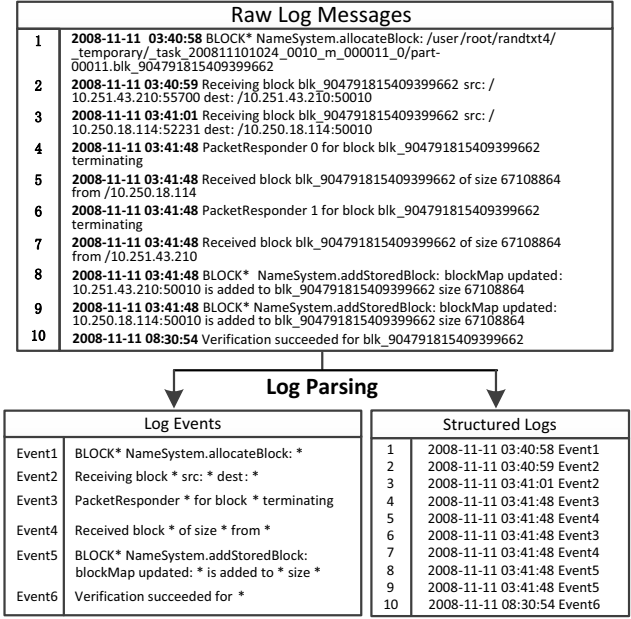 Raw Log Messages
1 2008-11-11 03:40:58 BLOCK* NameSystem.allocateBlock: /user/root/randtxt4/
_temporary/_task_200811101024_0010_m_000011_0/part-
00011.blk_904791815409399662
2 2008-11-11 03:40:59 Receiving block blk_904791815409399662 src: /
10.251.43.210:55700 dest: /10.251.43.210:50010
3 2008-11-11 03:41:01 Receiving block blk_904791815409399662 src: /
10.250.18.114:52231 dest: /10.250.18.114:50010
4 2008-11-11 03:41:48 PacketResponder 0 for block blk_904791815409399662
terminating
5 2008-11-11 03:41:48 Received block blk_904791815409399662 of size 67108864
from /10.250.18.114
6 2008-11-11 03:41:48 PacketResponder 1 for block blk_904791815409399662
terminating
7 2008-11-11 03:41:48 Received block blk_904791815409399662 of size 67108864
from /10.251.43.210
8 2008-11-11 03:41:48 BLOCK* NameSystem.addStoredBlock: blockMap updated:
10.251.43.210:50010 is added to blk_904791815409399662 size 67108864
9 2008-11-11 03:41:48 BLOCK* NameSystem.addStoredBlock: blockMap updated:
10.250.18.114:50010 is added to blk_904791815409399662 size 67108864
10 2008-11-11 08:30:54 Verification succeeded for blk_904791815409399662
Log Parsing
Log Events
Event1 BLOCK* NameSystem.allocateBlock: *
Event2 Receiving block * src: * dest: *
Event3 PacketResponder * for block * terminating
Event4 Received block * of size * from *
Event5 BLOCK* NameSystem.addStoredBlock:
blockMap updated: * is added to * size *
Event6 Verification succeeded for *
Structured Logs
1 2008-11-11 03:40:58 Event1
2 2008-11-11 03:40:59 Event2
3 2008-11-11 03:41:01 Event2
4 2008-11-11 03:41:48 Event3
5 2008-11-11 03:41:48 Event4
6 2008-11-11 03:41:48 Event3
7 2008-11-11 03:41:48 Event4
8 2008-11-11 03:41:48 Event5
9 2008-11-11 03:41:48 Event5
10 2008-11-11 08:30:54 Event6